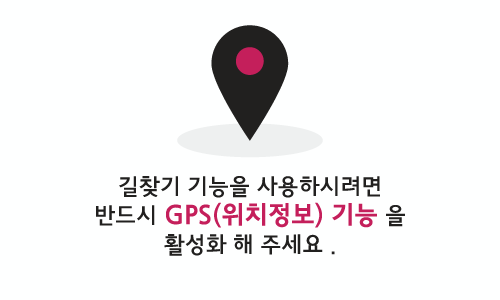 길찾기 기능을 사용하시려면
반드시 GPS(위치정보) 기능 을
활성화 해 주세요 .